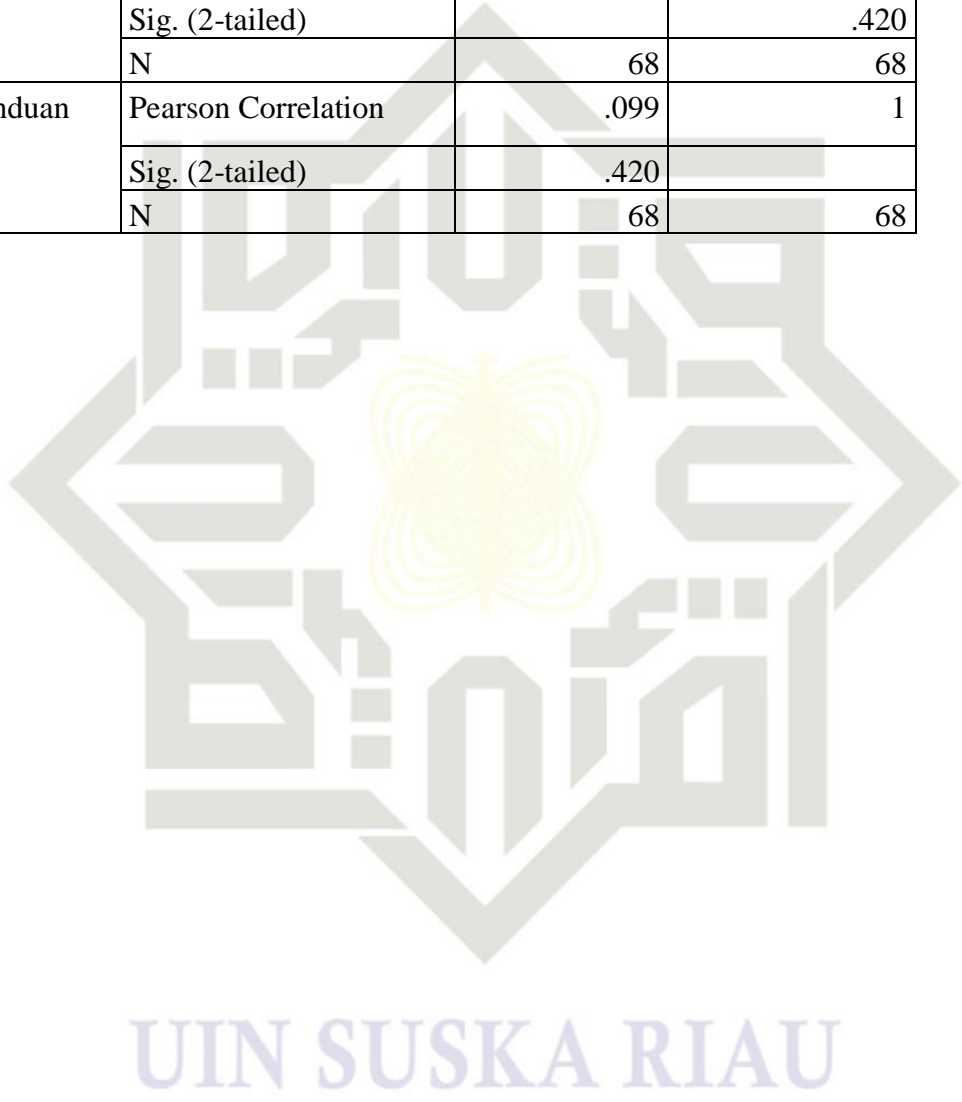 Sig. (2-tailed) .420
N 68 68
nduan Pearson Correlation .099 1
Sig. (2-tailed) .420
N 68 68
UIN SUSKA RIAU